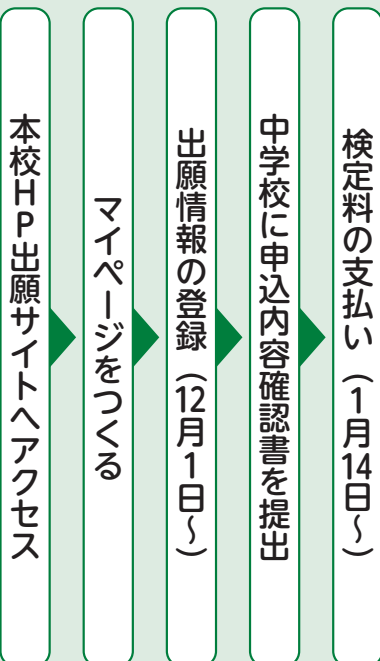 本校HP出願サイトへアクセス
マイページをつくる
出願情報の登録（12月1日～）
中学校に申込内容確認書を提出
検定料の支払い（1月14日～）